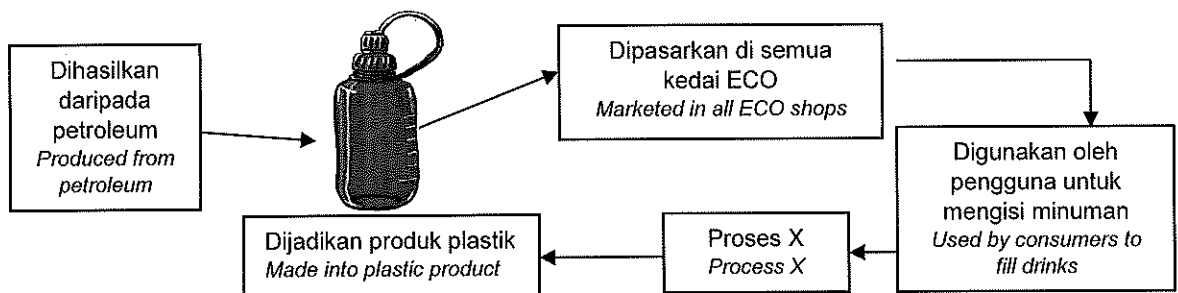 Dihasilkan
daripada
petroleum
Produced from
petroleum
Dipasarkan di semua
kedai ECO
Marketed in all ECO shops
Digunakan oleh
pengguna untuk
mengisi minuman
Used by consumers to
fill drinks
Proses X
Process X
Dijadikan produk plastik
Made into plastic product